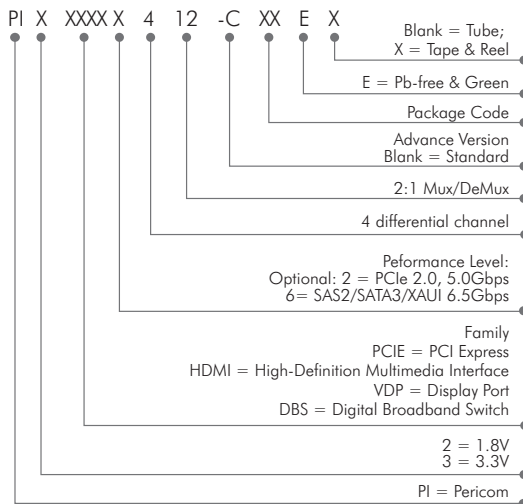 PI X XXXX X 4 12 -C XX E X
Blank = Tube;
X = Tape & Reel
E = Pb-free & Green
Package Code
Advance Version
Blank = Standard
2:1 Mux/DeMux
4 differential channel
Peformance Level:
Optional: 2 = PCIe 2.0, 5.0Gbps
6= SAS2/SATA3/XAUI 6.5Gbps
Family
PCIE = PCI Express
HDMI = High-Definition Multimedia Interface
VDP = Display Port
DBS = Digital Broadband Switch
2 = 1.8V
3 = 3.3V
PI = Pericom